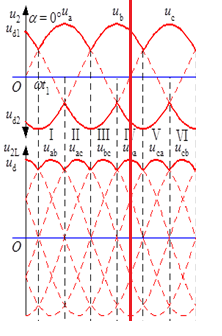 u2 α=0° ua ub uc
ud1
O ωt1
ud2
I II III IV V VI
u2L uab uac ubc uba uca ucb
ud
O